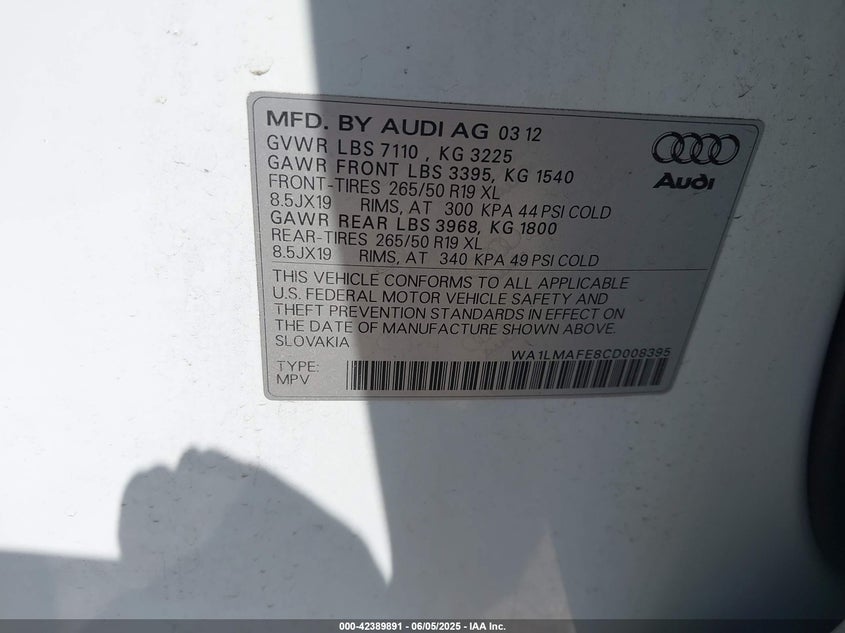 MFD. BY AUDI AG 03 12
GVWR LBS 7110 , KG 3225
GAWR FRONT LBS 3395, KG 1540
FRONT-TIRES 265/50 R19 XL
8.5JX19 RIMS, AT 300 KPA 44 PSI COLD
GAWR REAR LBS 3968, KG 1800
REAR-TIRES 265/50 R19 XL
8.5JX19 RIMS, AT 340 KPA 49 PSI COLD
Audi
THIS VEHICLE CONFORMS TO ALL APPLICABLE
U.S. FEDERAL MOTOR VEHICLE SAFETY AND
THEFT PREVENTION STANDARDS IN EFFECT ON
THE DATE OF MANUFACTURE SHOWN ABOVE.
SLOVAKIA
WA1LMAFE8CD008395
TYPE:
MPV
000-42389891 - 06/05/2025 - IAA Inc.